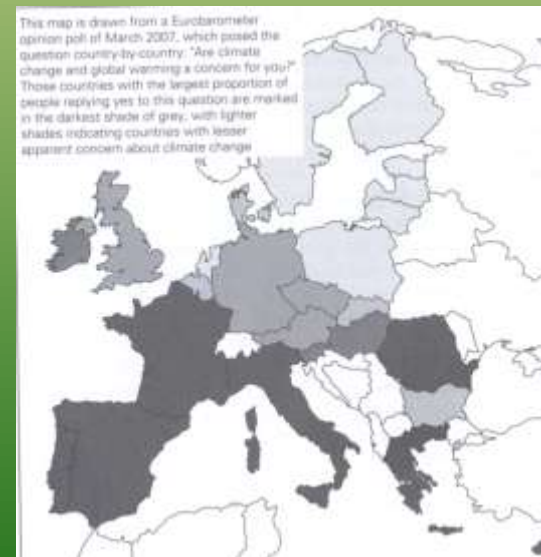 This map is drawn from a Eurobarometer
opinion poll of March 2007, which posed the
question country-by-country: "Are climate
change and global warming a concern for you?"
Those countries with the largest proportion of
people replying yes to this question are marked
in the darkest shade of grey, with lighter
shades indicating countries with lesser
apparent concern about climate change